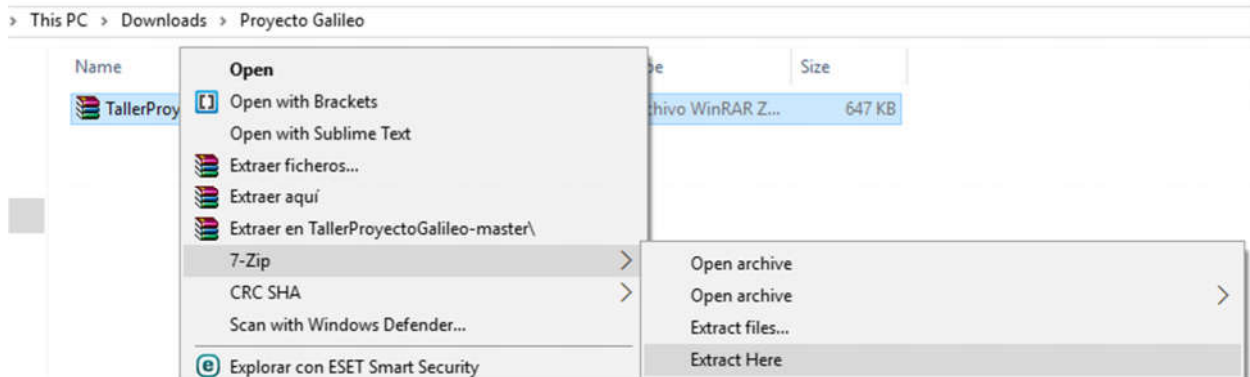 › This PC › Downloads › Proyecto Galileo
Name Size
TallerProy
hivo WinRAR Z... 647 KB
Open
Open with Brackets
Open with Sublime Text
Extraer ficheros...
Extraer aquí
Extraer en TallerProyectoGalileo-master\
7-Zip
CRC SHA
Scan with Windows Defender...
Explorar con ESET Smart Security
Open archive
Open archive
Extract files...
Extract Here